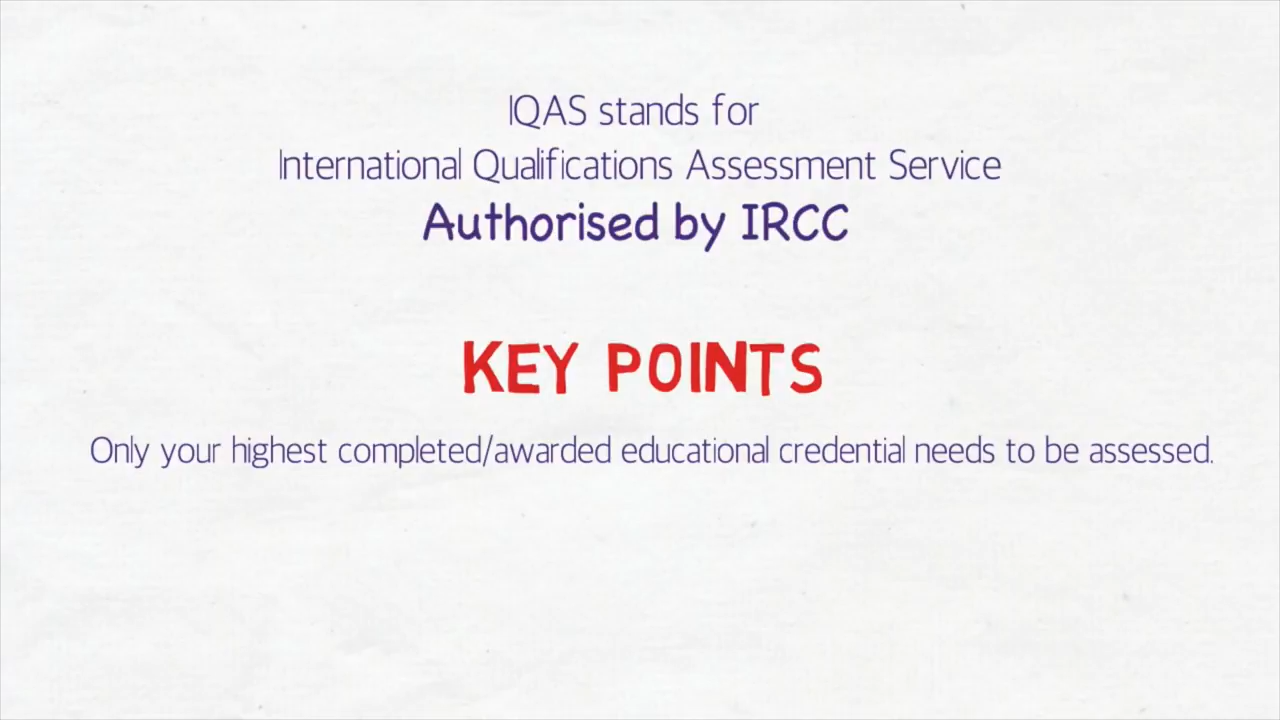 IQAS stands for
International Qualifications Assessment Service
Authorised by IRCC
KEY POINTS
Only your highest completed/awarded educational credential needs to be assessed.